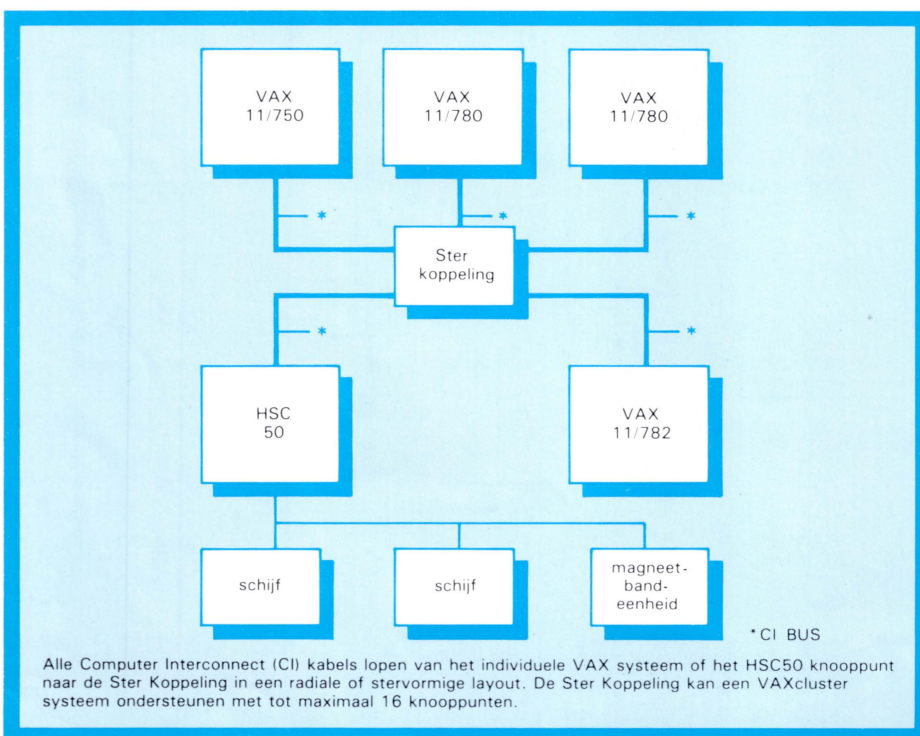 VAX
11/750
VAX
11/780
VAX
11/780
*
*
*
Ster
koppeling
*
*
HSC
50
VAX
11/782
schijf
schijf
magneet-
band-
eenheid
*CI BUS
Alle Computer Interconnect (CI) kabels lopen van het individuele VAX systeem of het HSC50 knooppunt
naar de Ster Koppeling in een radiale of stervormige layout. De Ster Koppeling kan een VAXcluster
systeem ondersteunen met tot maximaal 16 knooppunten.